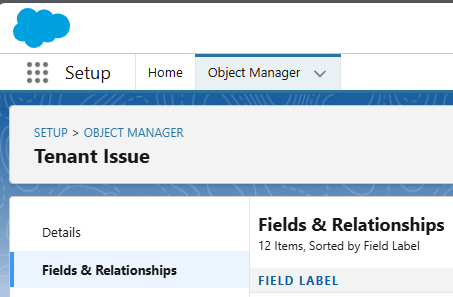 Setup
Home
Object Manager
SETUP > OBJECT MANAGER
Tenant Issue
Details
Fields & Relationships
Fields & Relationships
12 Items, Sorted by Field Label
FIELD LABEL